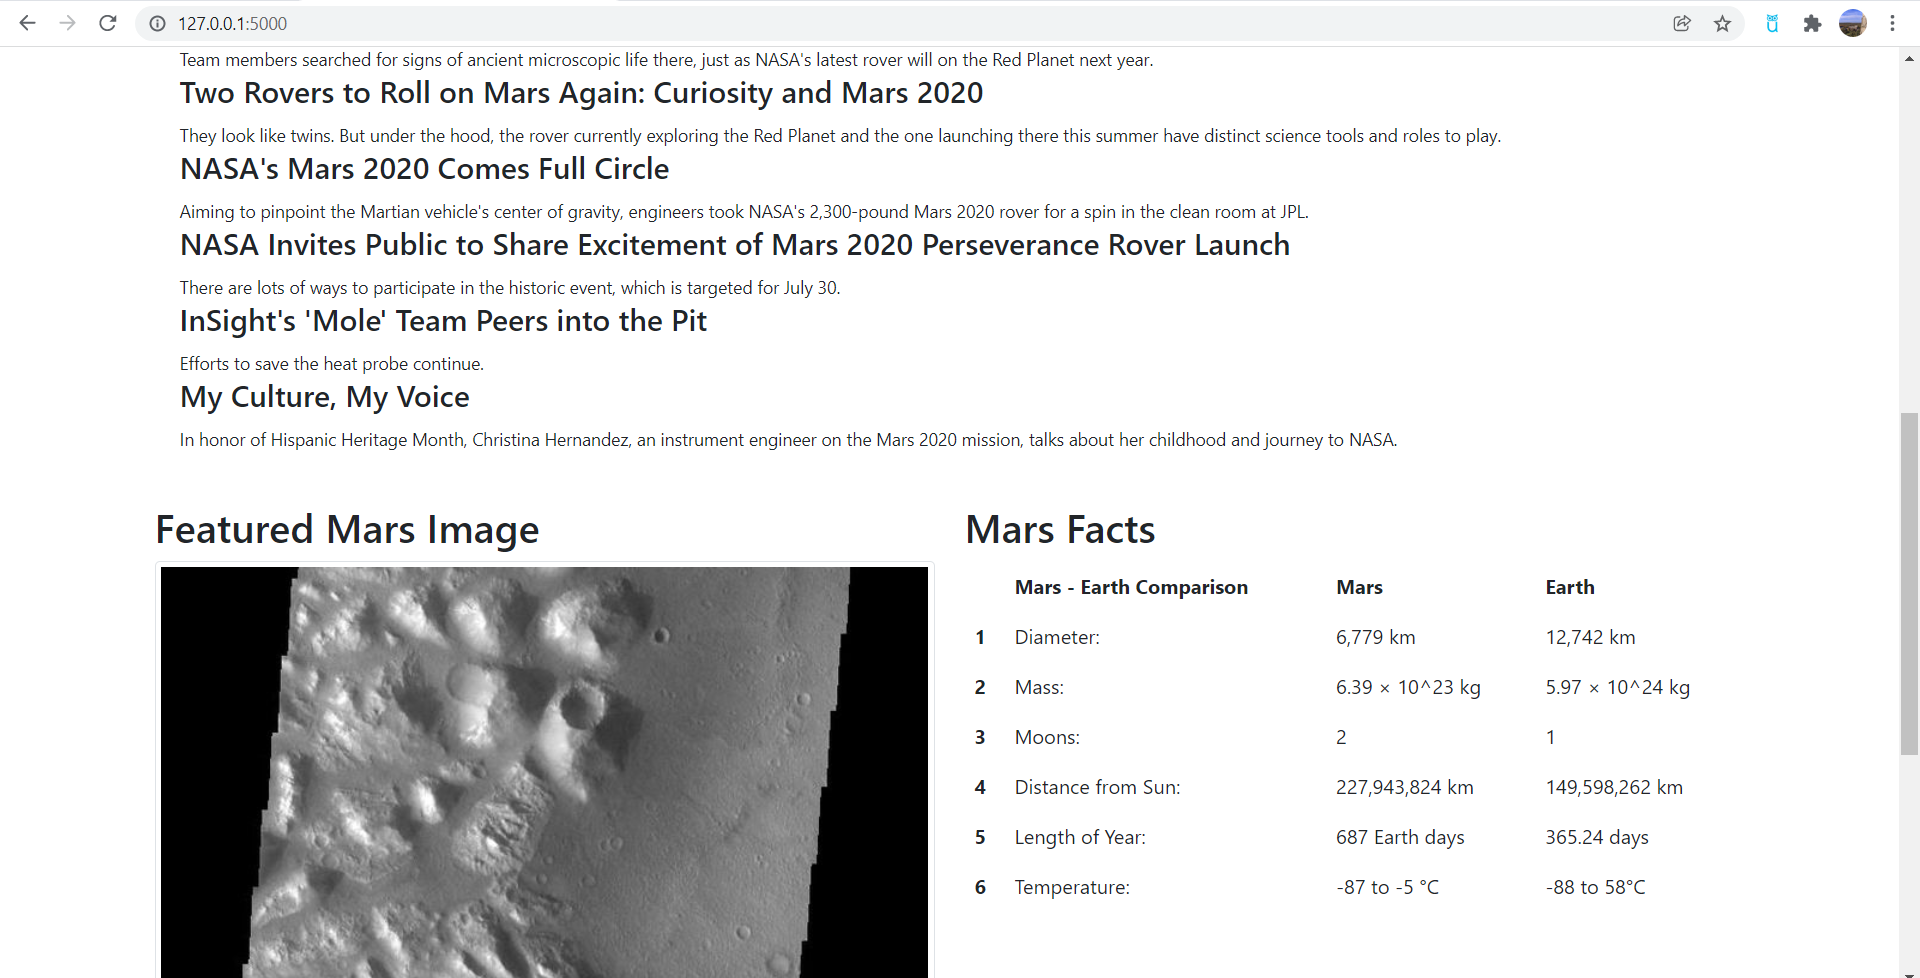 127.0.0.1:5000
Team members searched for signs of ancient microscopic life there, just as NASA's latest rover will on the Red Planet next year.
Two Rovers to Roll on Mars Again: Curiosity and Mars 2020
They look like twins. But under the hood, the rover currently exploring the Red Planet and the one launching there this summer have distinct science tools and roles to play.
NASA's Mars 2020 Comes Full Circle
Aiming to pinpoint the Martian vehicle's center of gravity, engineers took NASA's 2,300-pound Mars 2020 rover for a spin in the clean room at JPL.
NASA Invites Public to Share Excitement of Mars 2020 Perseverance Rover Launch
There are lots of ways to participate in the historic event, which is targeted for July 30.
InSight's 'Mole' Team Peers into the Pit
Efforts to save the heat probe continue.
My Culture, My Voice
In honor of Hispanic Heritage Month, Christina Hernandez, an instrument engineer on the Mars 2020 mission, talks about her childhood and journey to NASA.
Featured Mars Image
Mars Facts
Mars - Earth Comparison Mars Earth
1 Diameter: 6,779 km 12,742 km
2 Mass: 6.39 × 10^23 kg 5.97 × 10^24 kg
3 Moons: 2 1
4 Distance from Sun: 227,943,824 km 149,598,262 km
5 Length of Year: 687 Earth days 365.24 days
6 Temperature: -87 to -5 °C -88 to 58°C